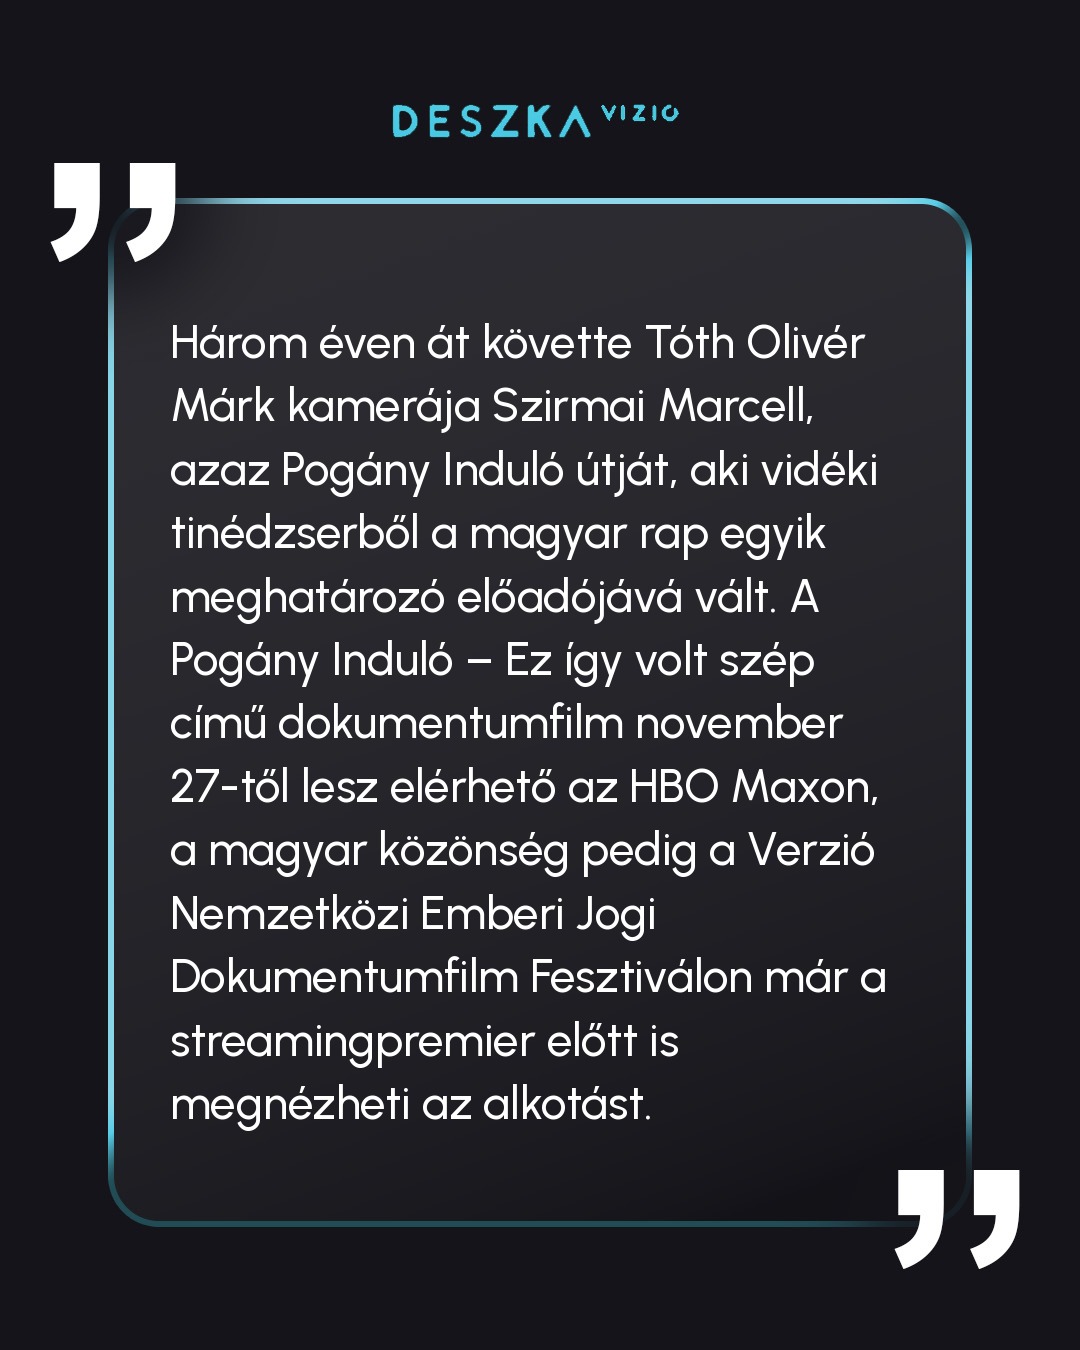 DESZKA VIZIO
”
Három éven át követte Tóth Olivér
Márk kamerája Szirmai Marcell,
azaz Pogány Induló útját, aki vidéki
tinédzserből a magyar rap egyik
meghatározó előadójává vált. A
Pogány Induló – Ez így volt szép
című dokumentumfilm november
27-től lesz elérhető az HBO Maxon,
a magyar közönség pedig a Verzió
Nemzetközi Emberi Jogi
Dokumentumfilm Fesztiválon már a
streamingpremier előtt is
megnézheti az alkotást.
”